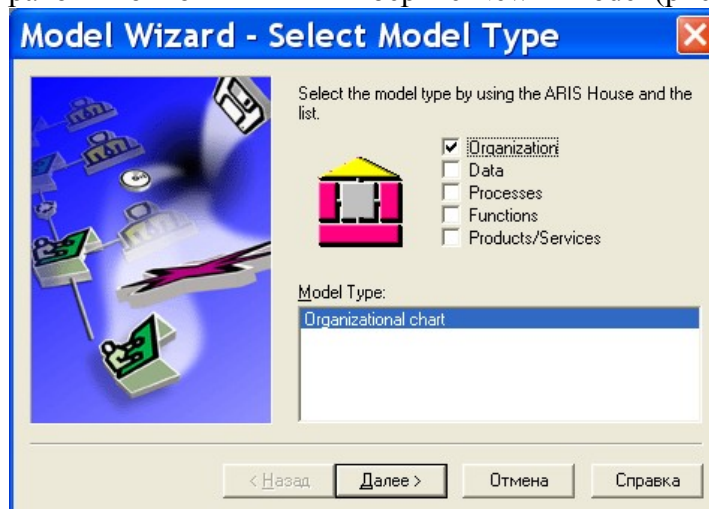 Model Wizard - Select Model Type
Select the model type by using the ARIS House and the
list.
Organization
Data
Processes
Functions
Products/Services
Model Type:
Organizational chart
< Назад
Далее >
Отмена
Справка